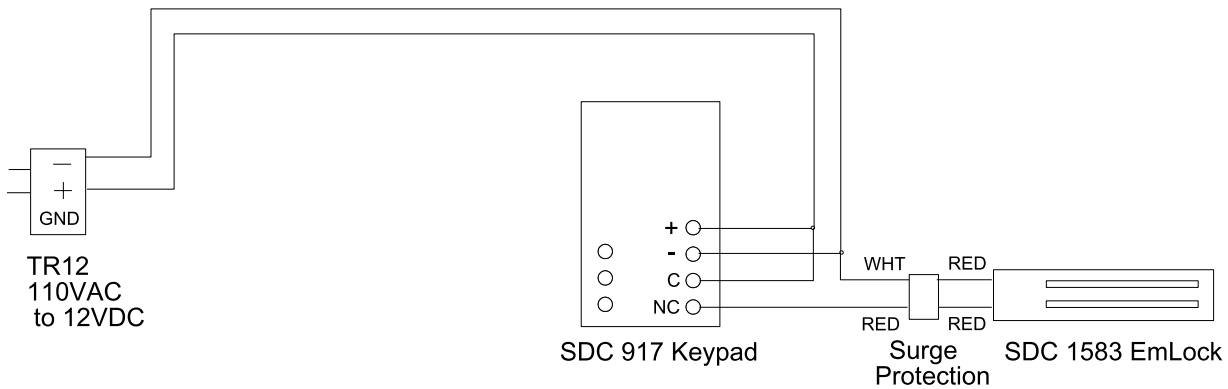 —
+
GND
TR12
110VAC
to 12VDC
+
-
C
NC
SDC 917 Keypad
WHT
RED
RED
RED
Surge
Protection
SDC 1583 EmLock